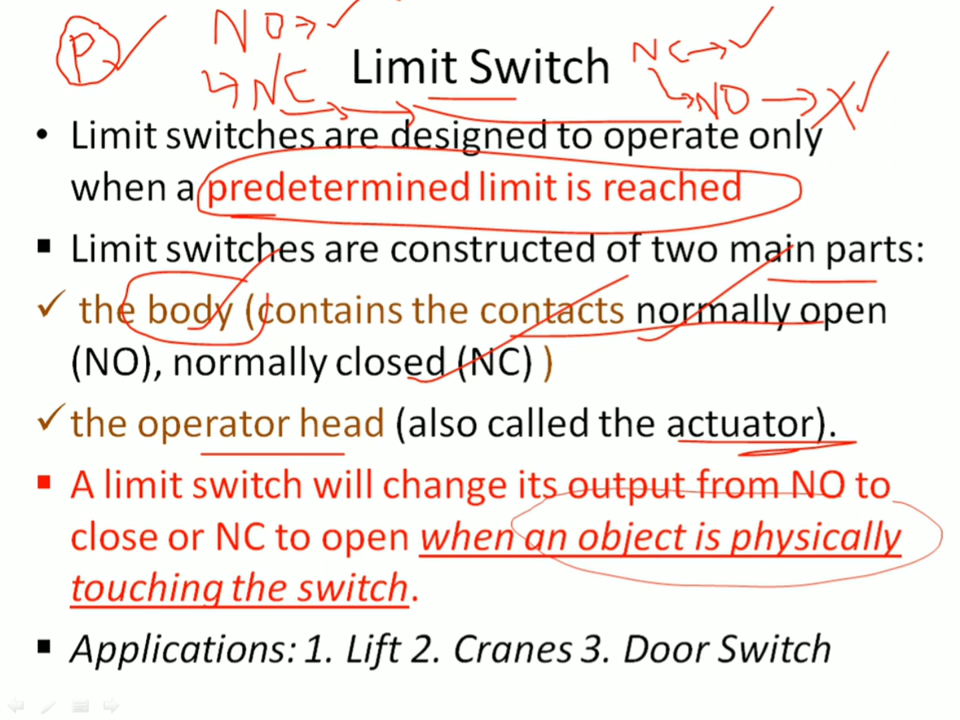 P NO → ✓
↳ NC → →
NC → ✓
↳ NO → X ✓
Limit Switch
• Limit switches are designed to operate only
when a predetermined limit is reached
▪ Limit switches are constructed of two main parts:
✓ the body (contains the contacts normally open
(NO), normally closed (NC) )
✓ the operator head (also called the actuator).
▪ A limit switch will change its output from NO to
close or NC to open when an object is physically
touching the switch.
▪ Applications: 1. Lift 2. Cranes 3. Door Switch